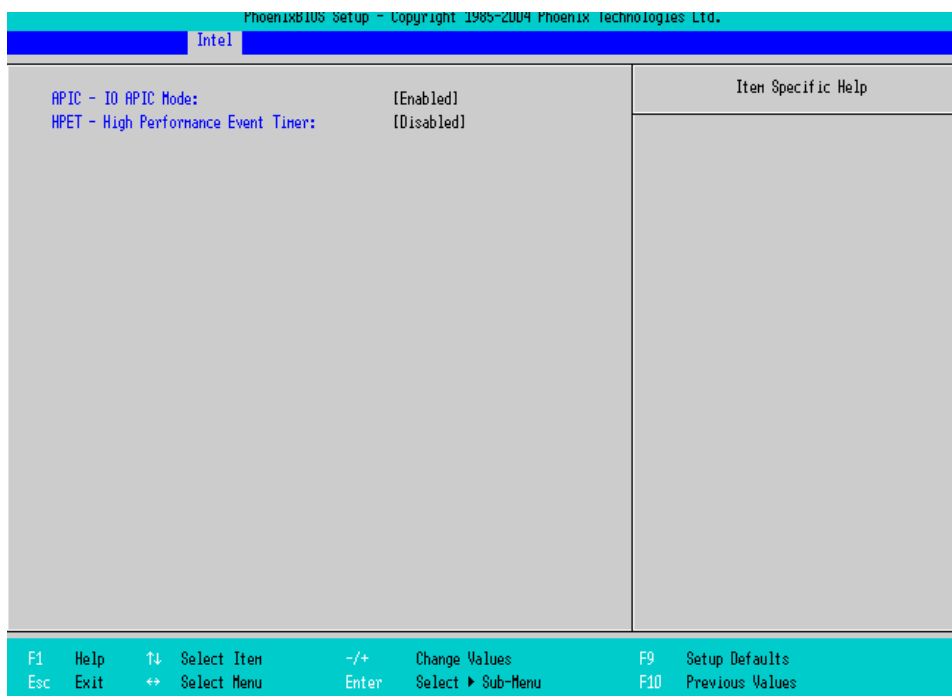 PhoenixBIOS Setup - Copyright 1985-2004 Phoenix Technologies Ltd.
Intel
APIC - IO APIC Mode: [Enabled]
HPET - High Performance Event Timer: [Disabled]
Item Specific Help
F1 Help ↑↓ Select Item -/+ Change Values F9 Setup Defaults
Esc Exit ↔ Select Menu Enter Select ▶ Sub-Menu F10 Previous Values